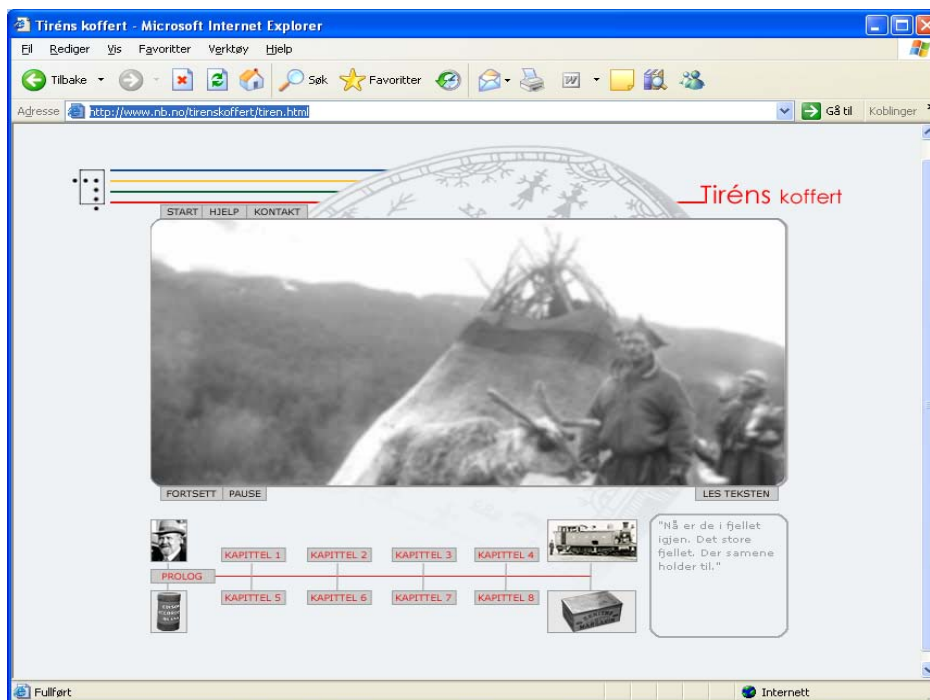 Tiréns koffert - Microsoft Internet Explorer
Fil Rediger Vis Favoritter Verktøy Hjelp
Tilbake Søk Favoritter
Adresse http://www.nb.no/tirenskoffert/tiren.html Gå til Koblinger
Tiréns koffert
START HJELP KONTAKT
FORTSETT PAUSE LES TEKSTEN
KAPITTEL 1 KAPITTEL 2 KAPITTEL 3 KAPITTEL 4
PROLOG
KAPITTEL 5 KAPITTEL 6 KAPITTEL 7 KAPITTEL 8
"Nå er de i fjellet
igjen. Det store
fjellet. Der samene
holder til."
Fullført Internett